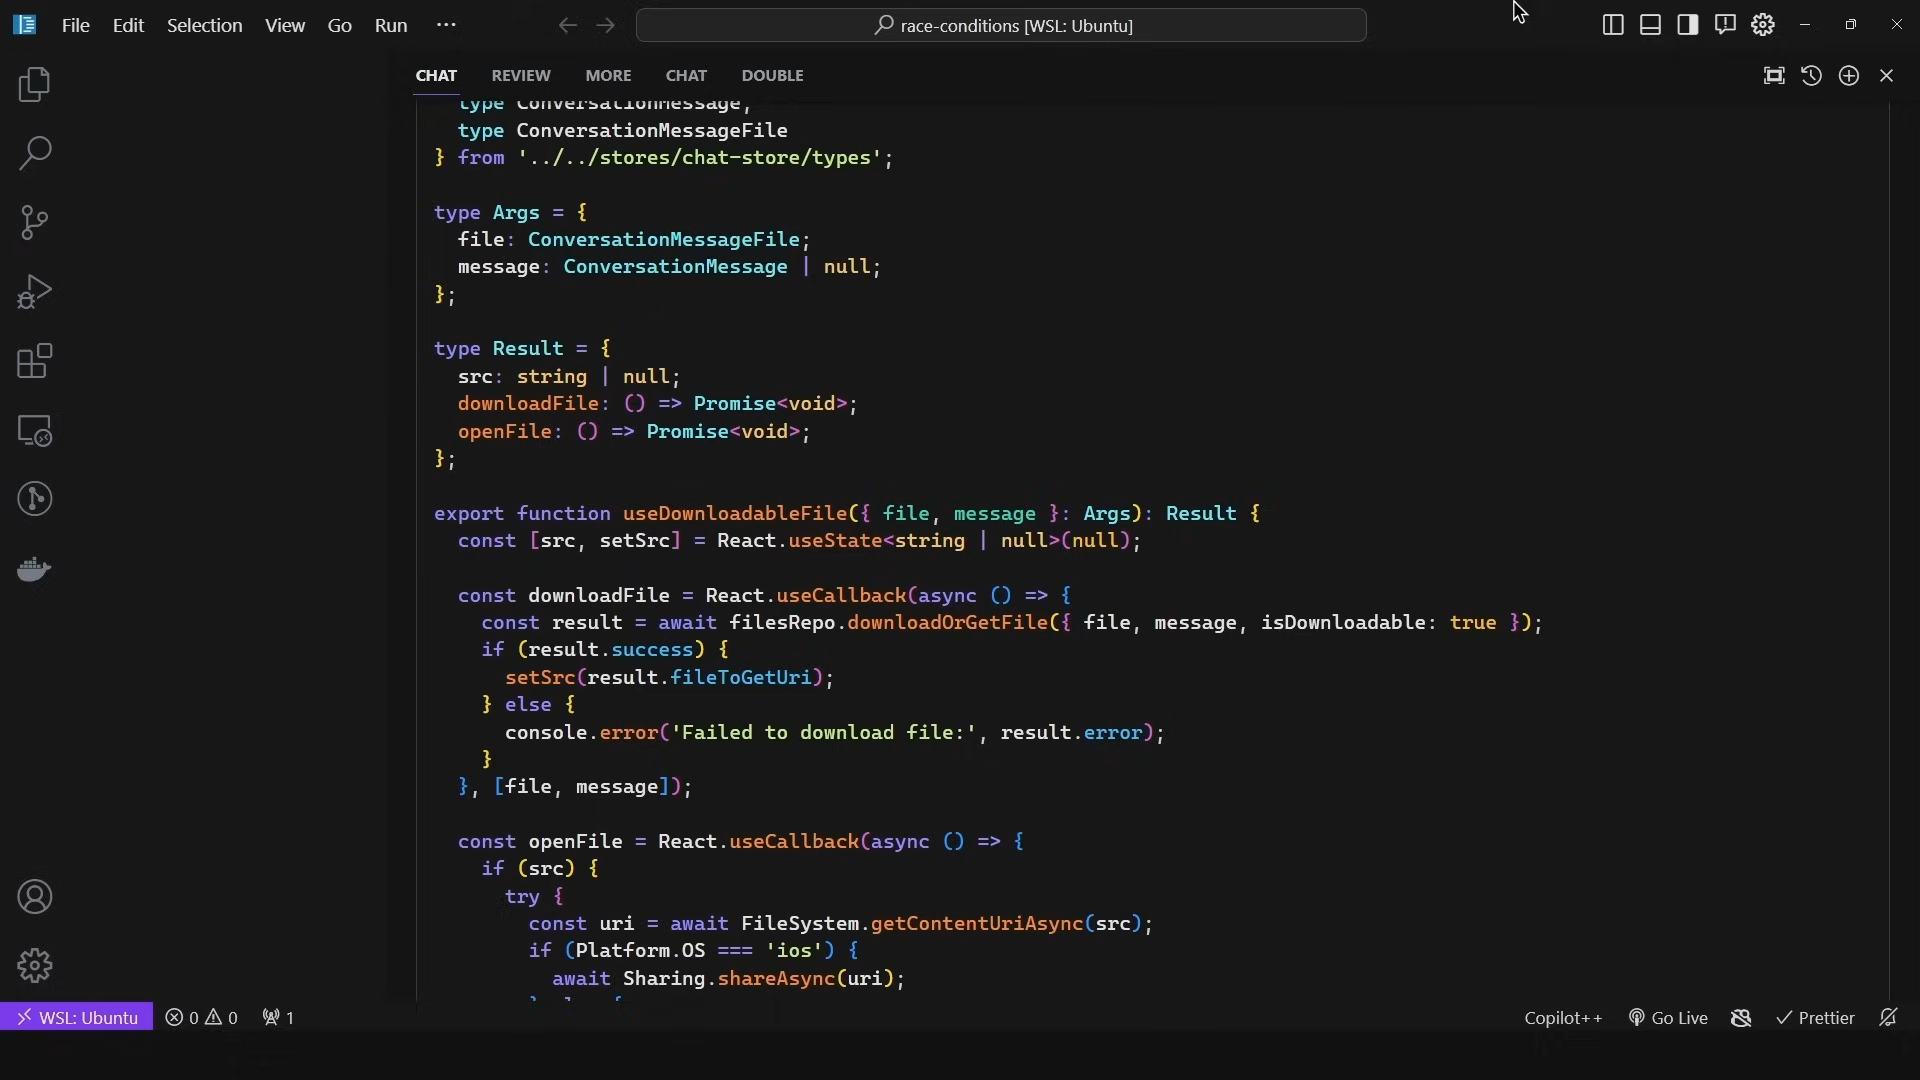 File Edit Selection View Go Run ···
race-conditions [WSL: Ubuntu]
CHAT REVIEW MORE CHAT DOUBLE
type ConversationMessage,
type ConversationMessageFile
} from '../../stores/chat-store/types';
type Args = {
file: ConversationMessageFile;
message: ConversationMessage | null;
};
type Result = {
src: string | null;
downloadFile: () => Promise<void>;
openFile: () => Promise<void>;
};
export function useDownloadableFile({ file, message }: Args): Result {
const [src, setSrc] = React.useState<string | null>(null);
const downloadFile = React.useCallback(async () => {
const result = await filesRepo.downloadOrGetFile({ file, message, isDownloadable: true });
if (result.success) {
setSrc(result.fileToGetUri);
} else {
console.error('Failed to download file:', result.error);
}
}, [file, message]);
const openFile = React.useCallback(async () => {
if (src) {
try {
const uri = await FileSystem.getContentUriAsync(src);
if (Platform.OS === 'ios') {
await Sharing.shareAsync(uri);
WSL: Ubuntu 0 0 1 Copilot++ Go Live Prettier